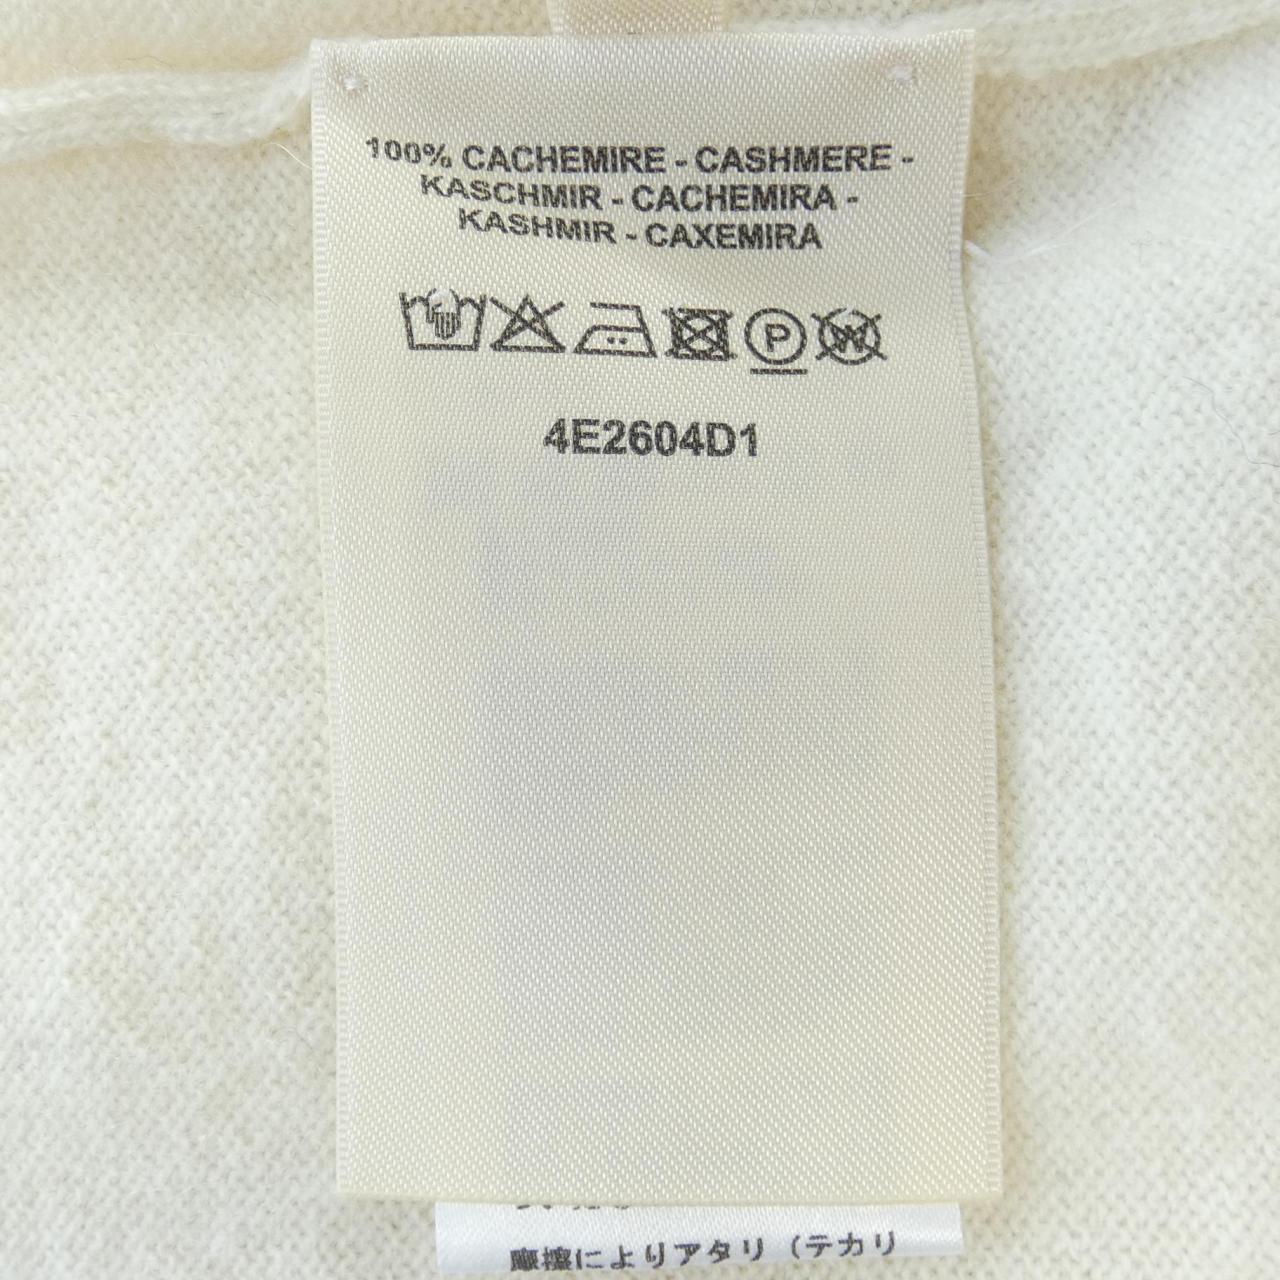 100% CACHEMIRE - CASHMERE -
KASCHMIR - CACHEMIRA -
KASHMIR - CAXEMIRA
P W
4E2604D1
摩擦によりアタリ（テカリ